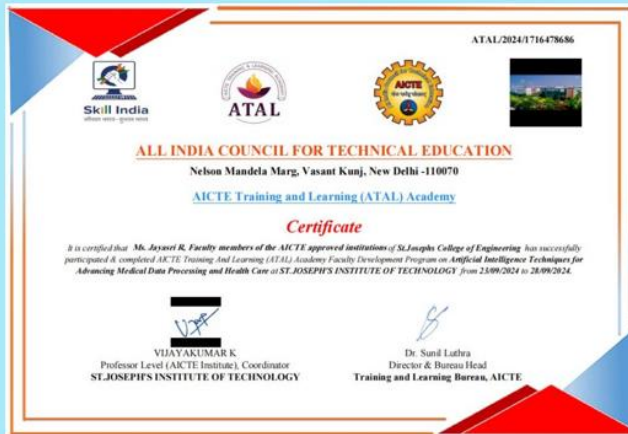 ATAL/2024/1716478686
Skill India
कौशल भारत - कुशल भारत
ATAL
AICTE
ALL INDIA COUNCIL FOR TECHNICAL EDUCATION
Nelson Mandela Marg, Vasant Kunj, New Delhi -110070
AICTE Training and Learning (ATAL) Academy
Certificate
It is certified that Ms. Jayasri R, Faculty members of the AICTE approved institutions of St.Josephs College of Engineering has successfully
participated & completed AICTE Training And Learning (ATAL) Academy Faculty Development Program on Artificial Intelligence Techniques for
Advancing Medical Data Processing and Health Care at ST.JOSEPH'S INSTITUTE OF TECHNOLOGY from 23/09/2024 to 28/09/2024.
VIJAYAKUMAR K
Professor Level (AICTE Institute), Coordinator
ST.JOSEPH'S INSTITUTE OF TECHNOLOGY
Dr. Sunil Luthra
Director & Bureau Head
Training and Learning Bureau, AICTE